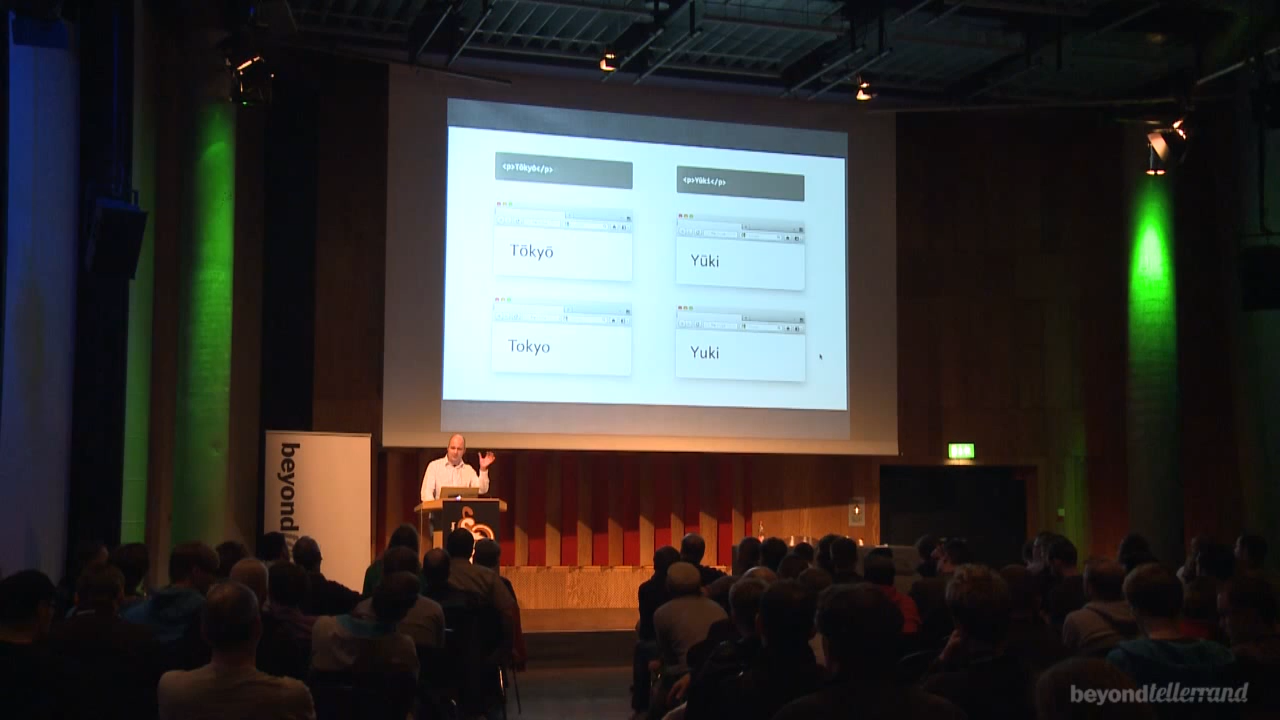 <p>Tōkyō</p>
<p>Yūki</p>
Tōkyō
Yūki
Tokyo
Yuki
beyond
beyondtellerrand